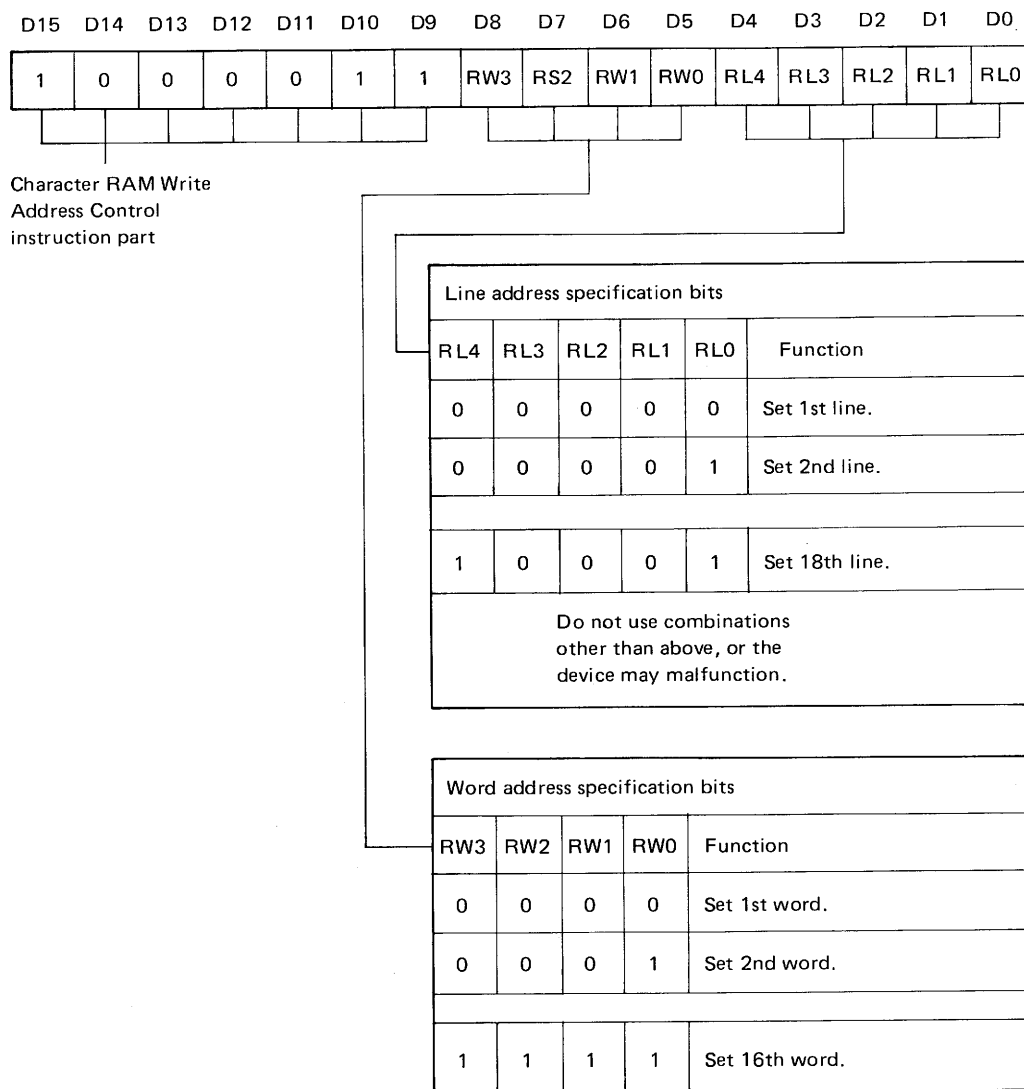 D15 D14 D13 D12 D11 D10 D9 D8 D7 D6 D5 D4 D3 D2 D1 D0
1 0 0 0 0 1 1 RW3 RS2 RW1 RW0 RL4 RL3 RL2 RL1 RL0
Character RAM Write
Address Control
instruction part
Line address specification bits
RL4 RL3 RL2 RL1 RL0 Function
0 0 0 0 0 Set 1st line.
0 0 0 0 1 Set 2nd line.
1 0 0 0 1 Set 18th line.
Do not use combinations
other than above, or the
device may malfunction.
Word address specification bits
RW3 RW2 RW1 RW0 Function
0 0 0 0 Set 1st word.
0 0 0 1 Set 2nd word.
1 1 1 1 Set 16th word.